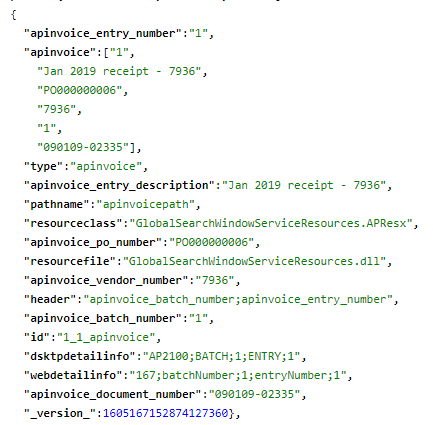 {
"apinvoice_entry_number":"1",
"apinvoice":["1",
"Jan 2019 receipt - 7936",
"PO000000006",
"7936",
"1",
"090109-02335"],
"type":"apinvoice",
"apinvoice_entry_description":"Jan 2019 receipt - 7936",
"pathname":"apinvoicepath",
"resourceclass":"GlobalSearchWindowServiceResources.APResx",
"apinvoice_po_number":"PO000000006",
"resourcefile":"GlobalSearchWindowServiceResources.dll",
"apinvoice_vendor_number":"7936",
"header":"apinvoice_batch_number;apinvoice_entry_number",
"apinvoice_batch_number":"1",
"id":"1_1_apinvoice",
"dsktpdetailinfo":"AP2100;BATCH;1;ENTRY;1",
"webdetailinfo":"167;batchNumber;1;entryNumber;1",
"apinvoice_document_number":"090109-02335",
"_version_":1605167152874127360},